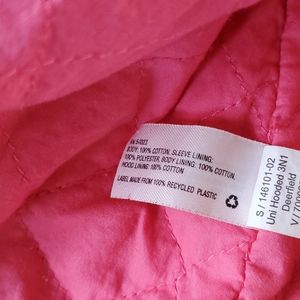 BODY: 100% COTTON, SLEEVE LINING:
100% POLYESTER, BODY LINING: 100% COTTON,
HOOD LINING: 100% COTTON
LABEL MADE FROM 100% RECYCLED PLASTIC
S / 146101-02
Uni Hooded 3N1
Deerfield